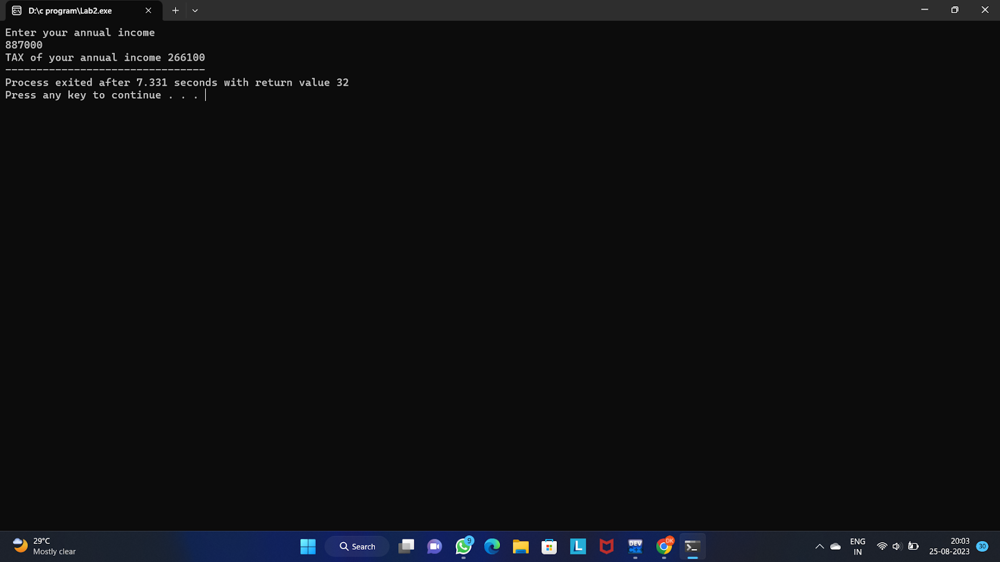 D:\c program\Lab2.exe
Enter your annual income
887000
TAX of your annual income 266100
--------------------------------
Process exited after 7.331 seconds with return value 32
Press any key to continue . . .
29°C
Mostly clear
Search
9
L
DEV
DK
ENG
IN
20:03
25-08-2023
30